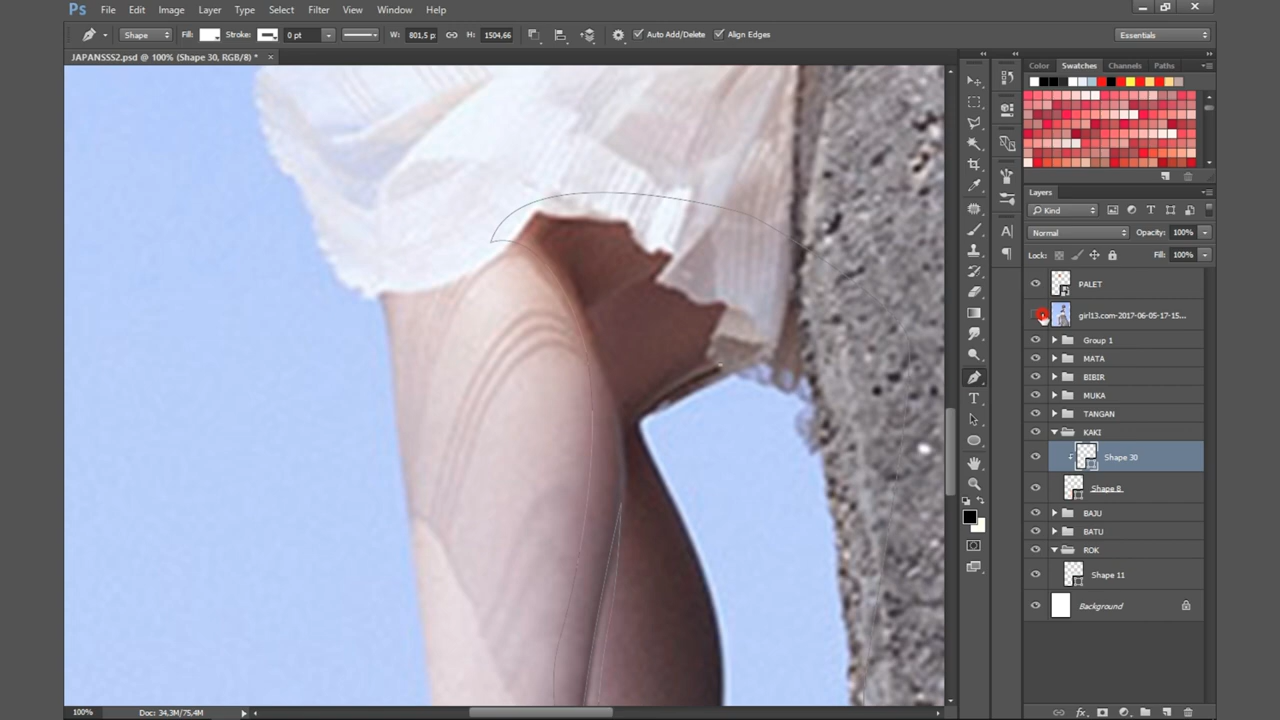 Ps File Edit Image Layer Type Select Filter View Window Help
Shape Fill: Stroke: 0 pt W: 801,5 p H: 1504,66 Auto Add/Delete Align Edges Essentials
JAPANSSS2.psd @ 100% (Shape 30, RGB/8) * ×
Color Swatches Channels Paths
Layers
Kind
Normal Opacity: 100%
Lock: Fill: 100%
PALET
girl13.com-2017-06-05-17-15...
Group 1
MATA
BIBIR
MUKA
TANGAN
KAKI
Shape 30
Shape 8
BAJU
BATU
ROK
Shape 11
Background
100% Doc: 34,3M/75,4M